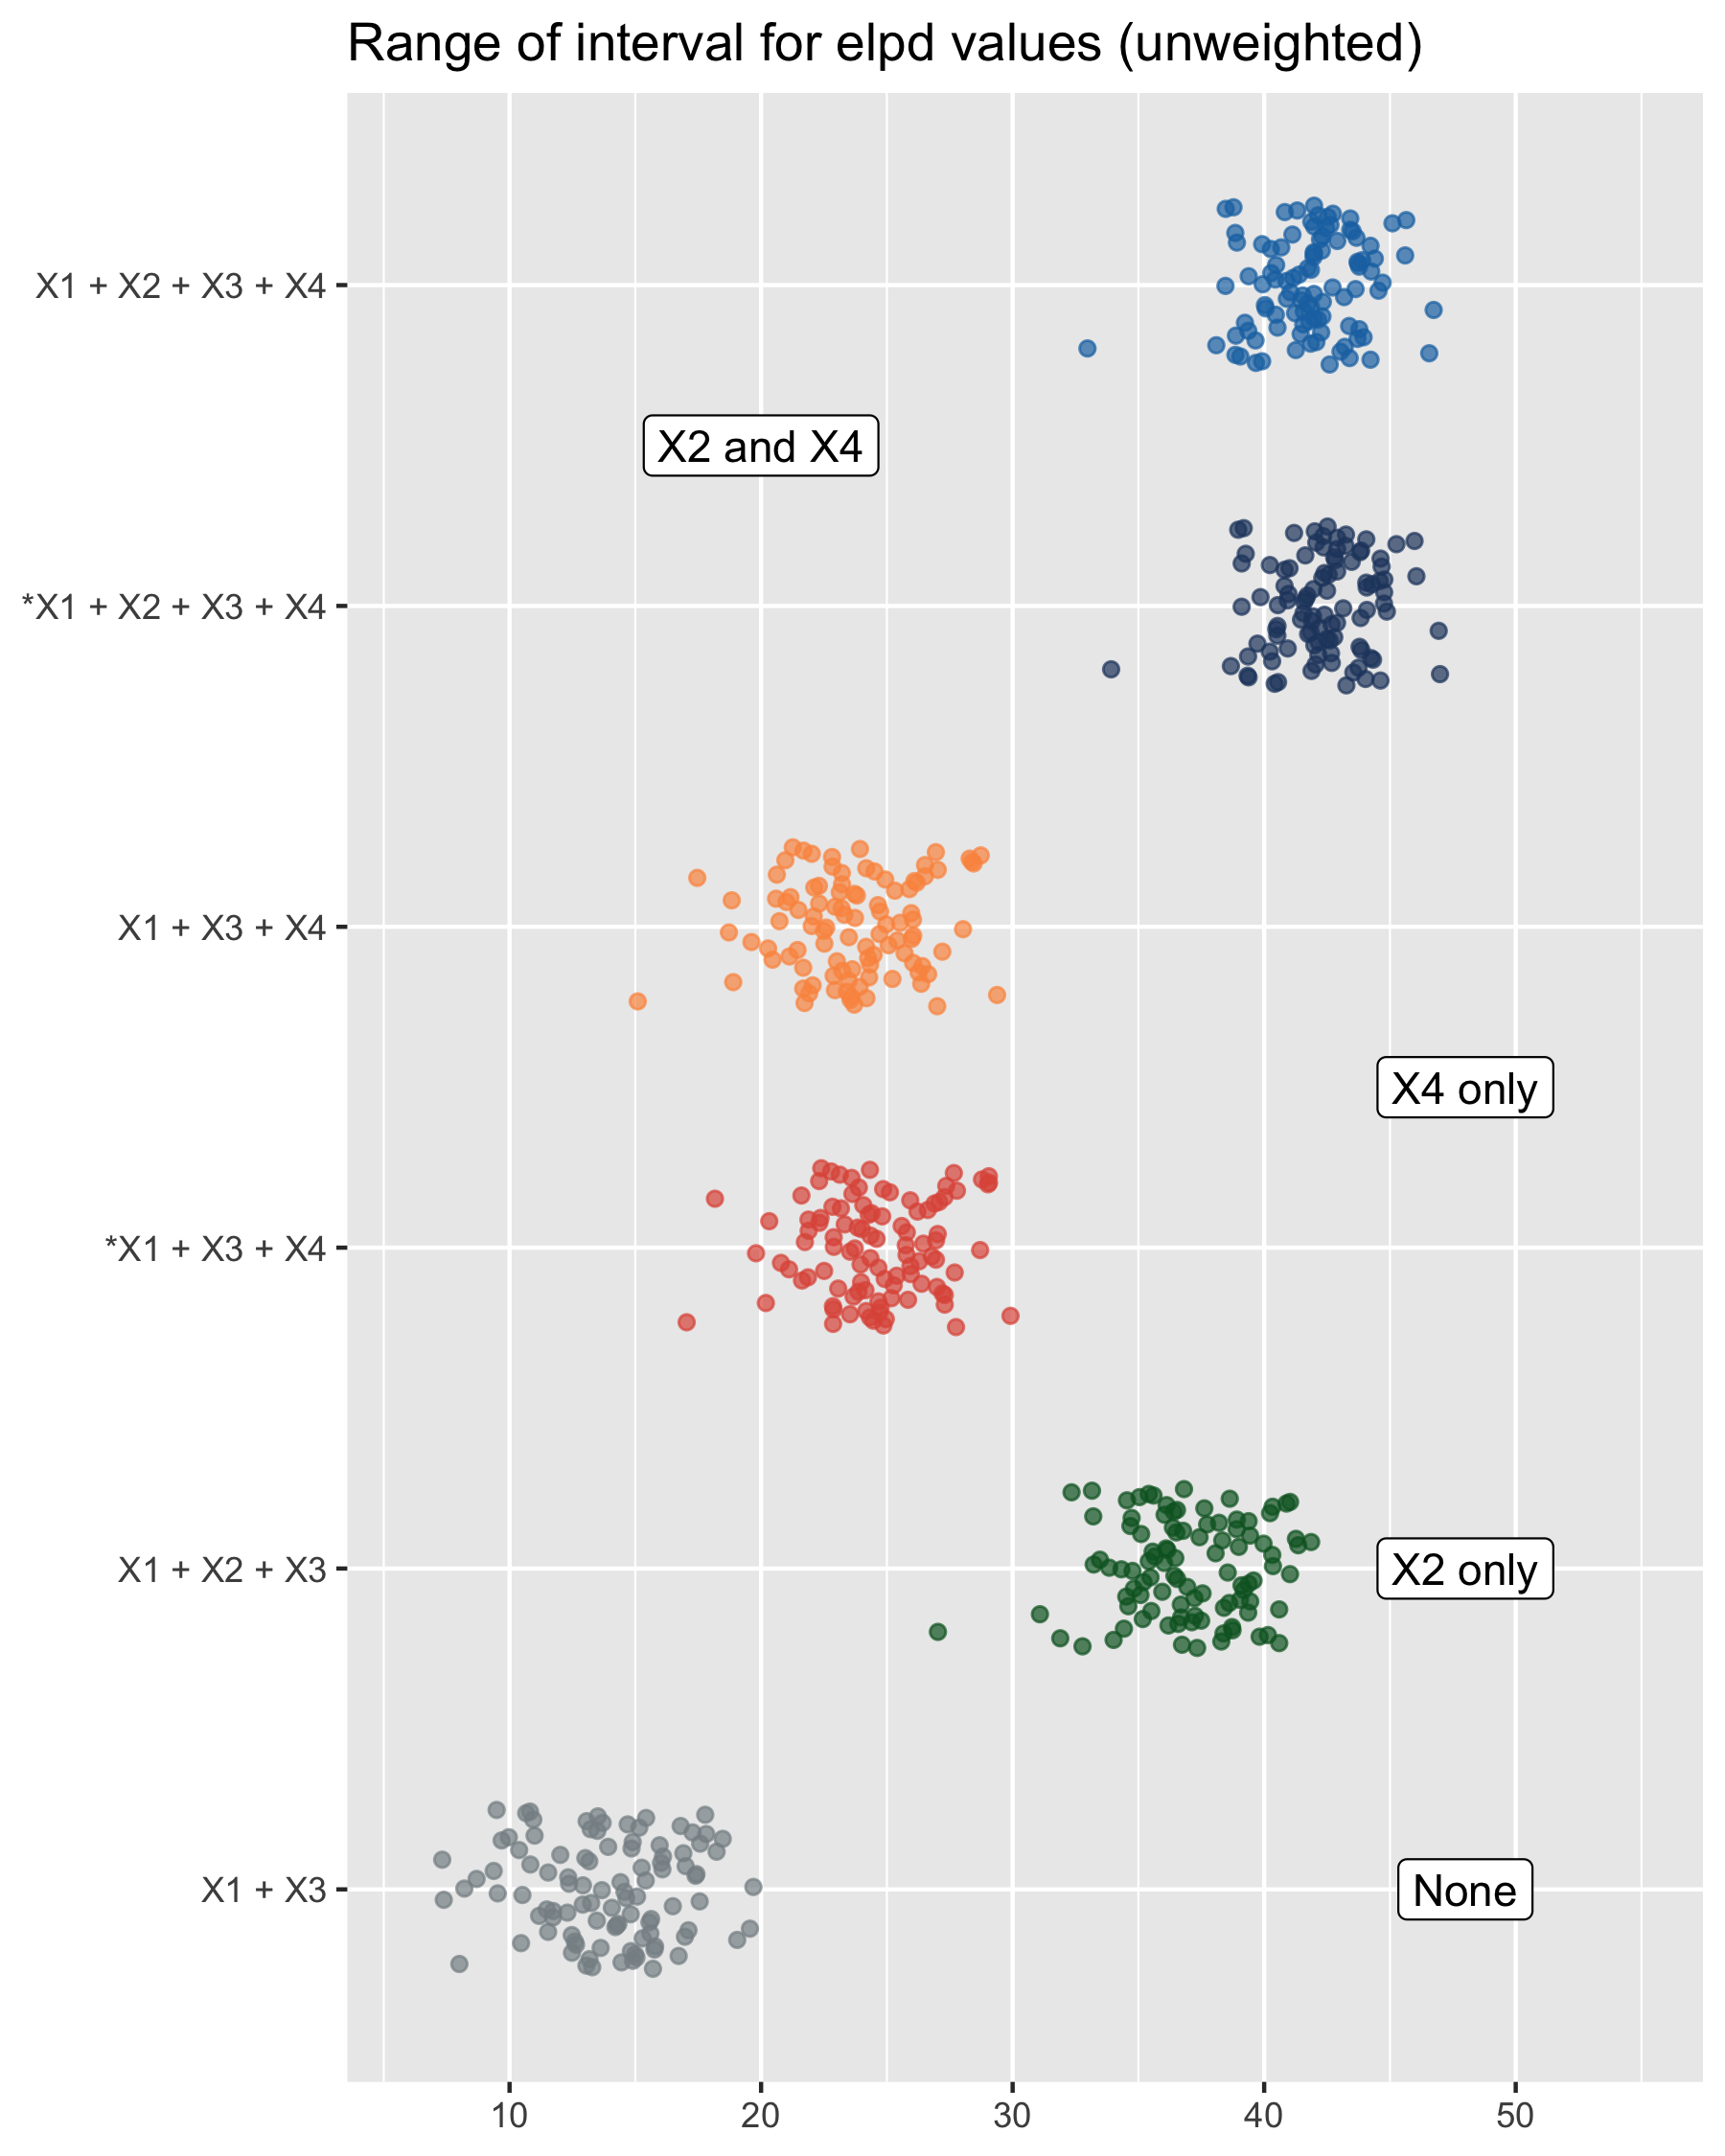 Range of interval for elpd values (unweighted)
X1 + X2 + X3 + X4
X2 and X4
*X1 + X2 + X3 + X4
X1 + X3 + X4
X4 only
*X1 + X3 + X4
X1 + X2 + X3
X2 only
X1 + X3
None
10 20 30 40 50